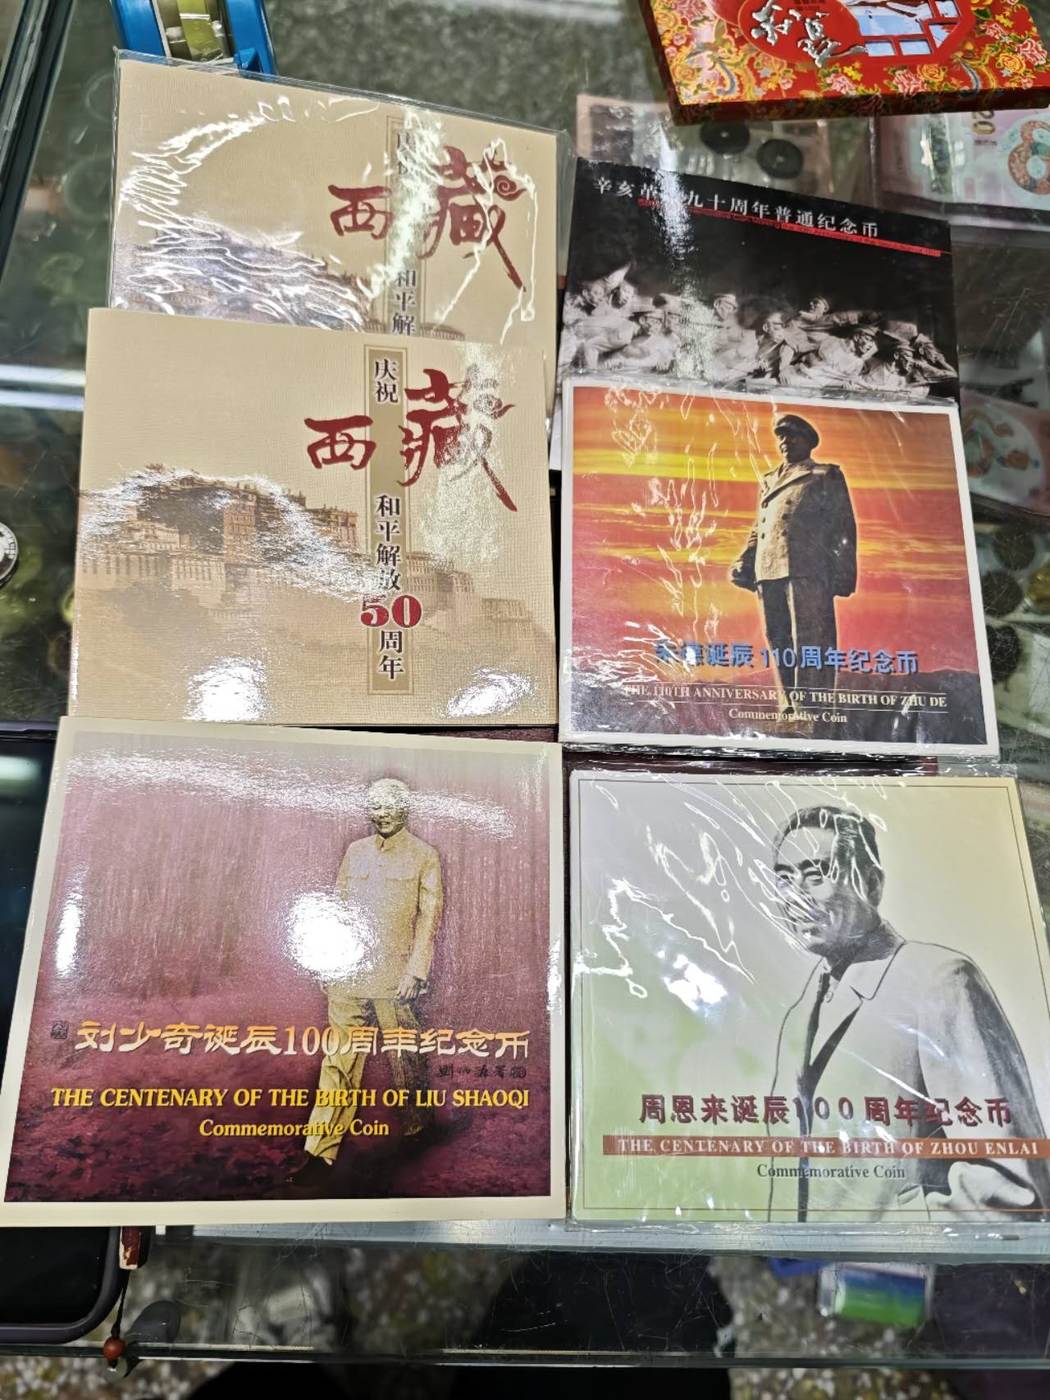 西藏
和平解
辛亥革 九十周年普通纪念币
庆祝
西藏
和平解放
50
周年
诞辰110周年纪念币
THE 110TH ANNIVERSARY OF THE BIRTH OF ZHU DE
Commemorative Coin
刘少奇诞辰100周年纪念币
THE CENTENARY OF THE BIRTH OF LIU SHAOQI
Commemorative Coin
周恩来诞辰100周年纪念币
THE CENTENARY OF THE BIRTH OF ZHOU ENLAI
Commemorative Coin
20